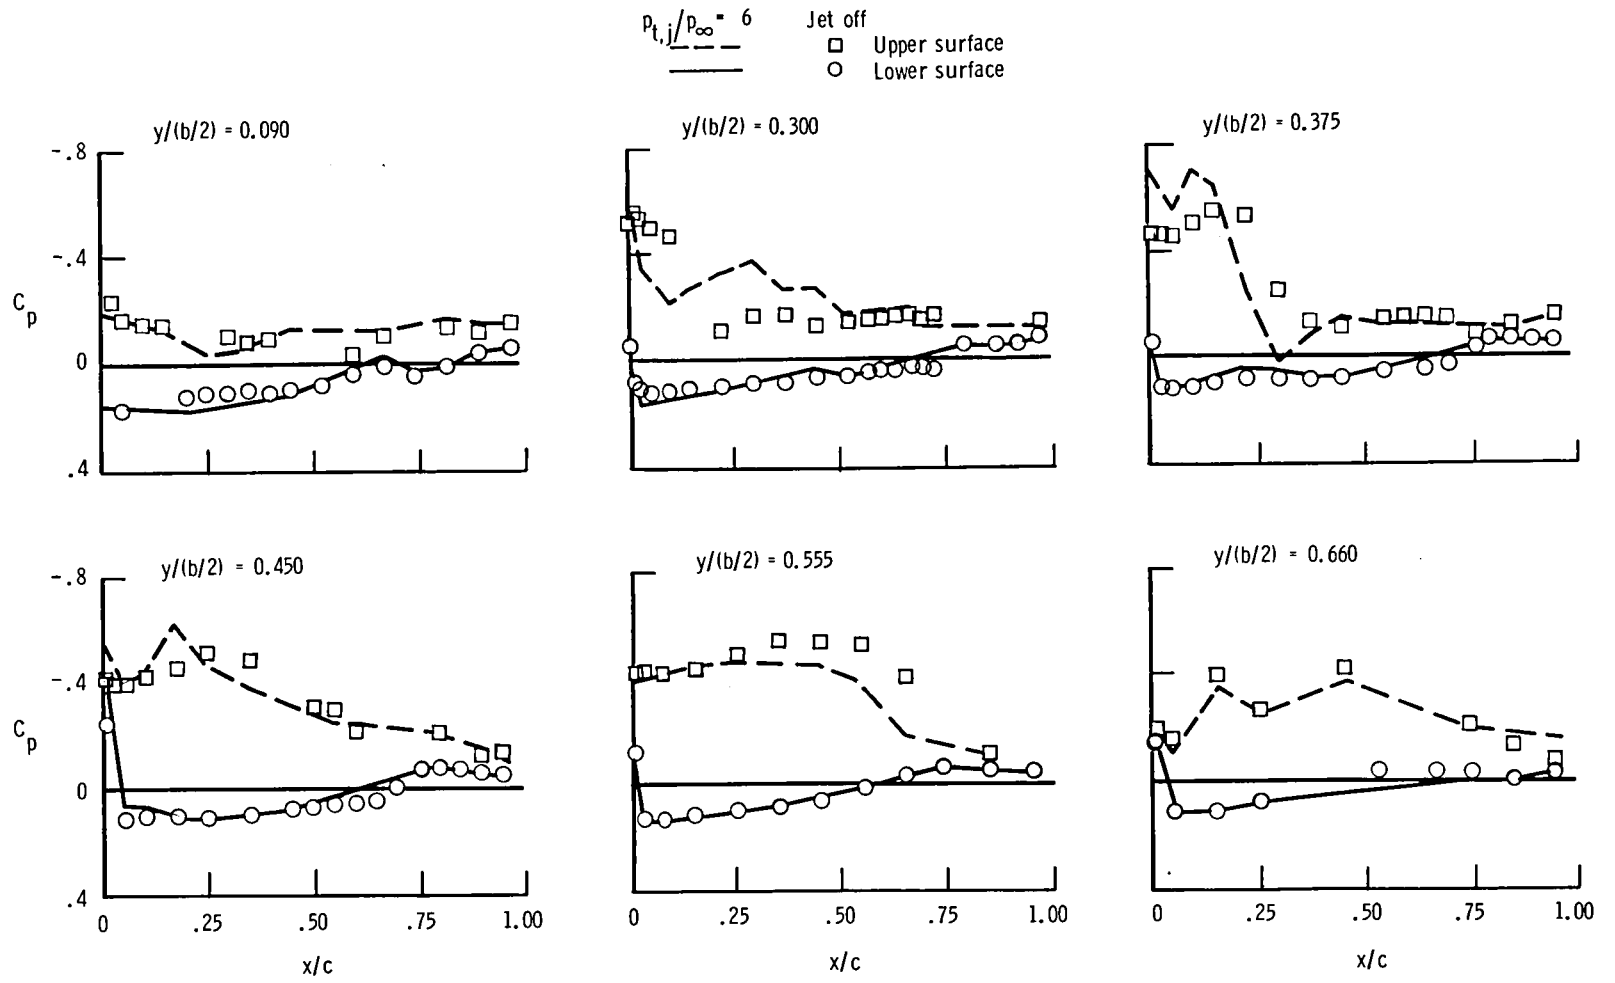 p_t,j/p_∞ = 6 Jet off
Upper surface
Lower surface
y/(b/2) = 0.090
y/(b/2) = 0.300
y/(b/2) = 0.375
-.8
-.4
C_p
0
.4
y/(b/2) = 0.450
y/(b/2) = 0.555
y/(b/2) = 0.660
-.8
-.4
C_p
0
.4
0 .25 .50 .75 1.00
0 .25 .50 .75 1.00
0 .25 .50 .75 1.00
x/c
x/c
x/c